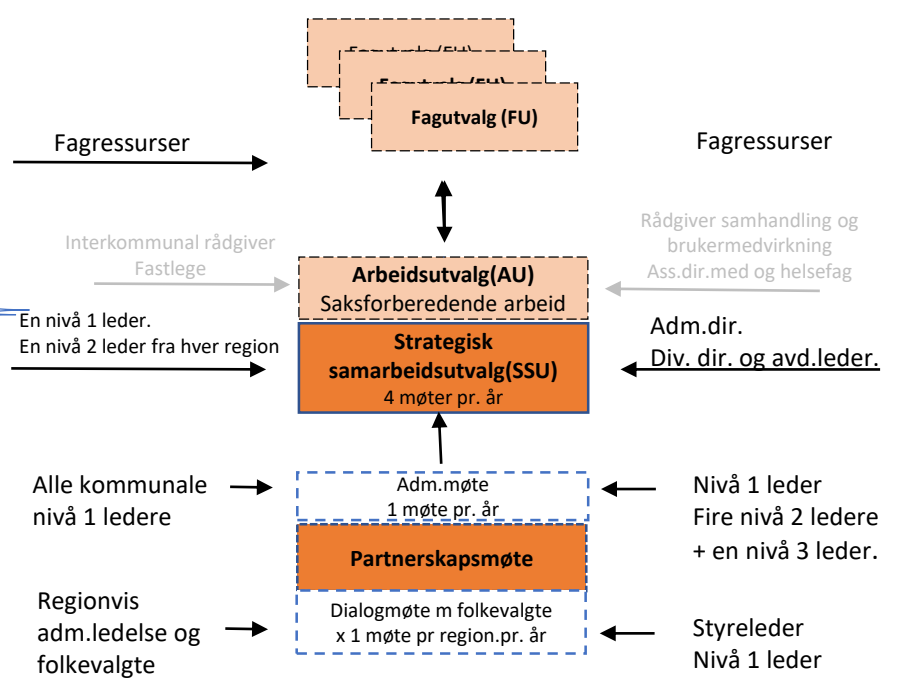 Fagutvalg (FU)
Fagutvalg (FU)
Fagutvalg (FU)
Fagressurser
Fagressurser
Interkommunal rådgiver
Fastlege
Arbeidsutvalg(AU)
Saksforberedende arbeid
Rådgiver samhandling og
brukermedvirkning
Ass.dir.med og helsefag
En nivå 1 leder.
En nivå 2 leder fra hver region
Strategisk
samarbeidsutvalg(SSU)
4 møter pr. år
Adm.dir.
Div. dir. og avd.leder.
Alle kommunale
nivå 1 ledere
Adm.møte
1 møte pr. år
Nivå 1 leder
Fire nivå 2 ledere
+ en nivå 3 leder.
Partnerskapsmøte
Regionvis
adm.ledelse og
folkevalgte
Dialogmøte m folkevalgte
x 1 møte pr region.pr. år
Styreleder
Nivå 1 leder